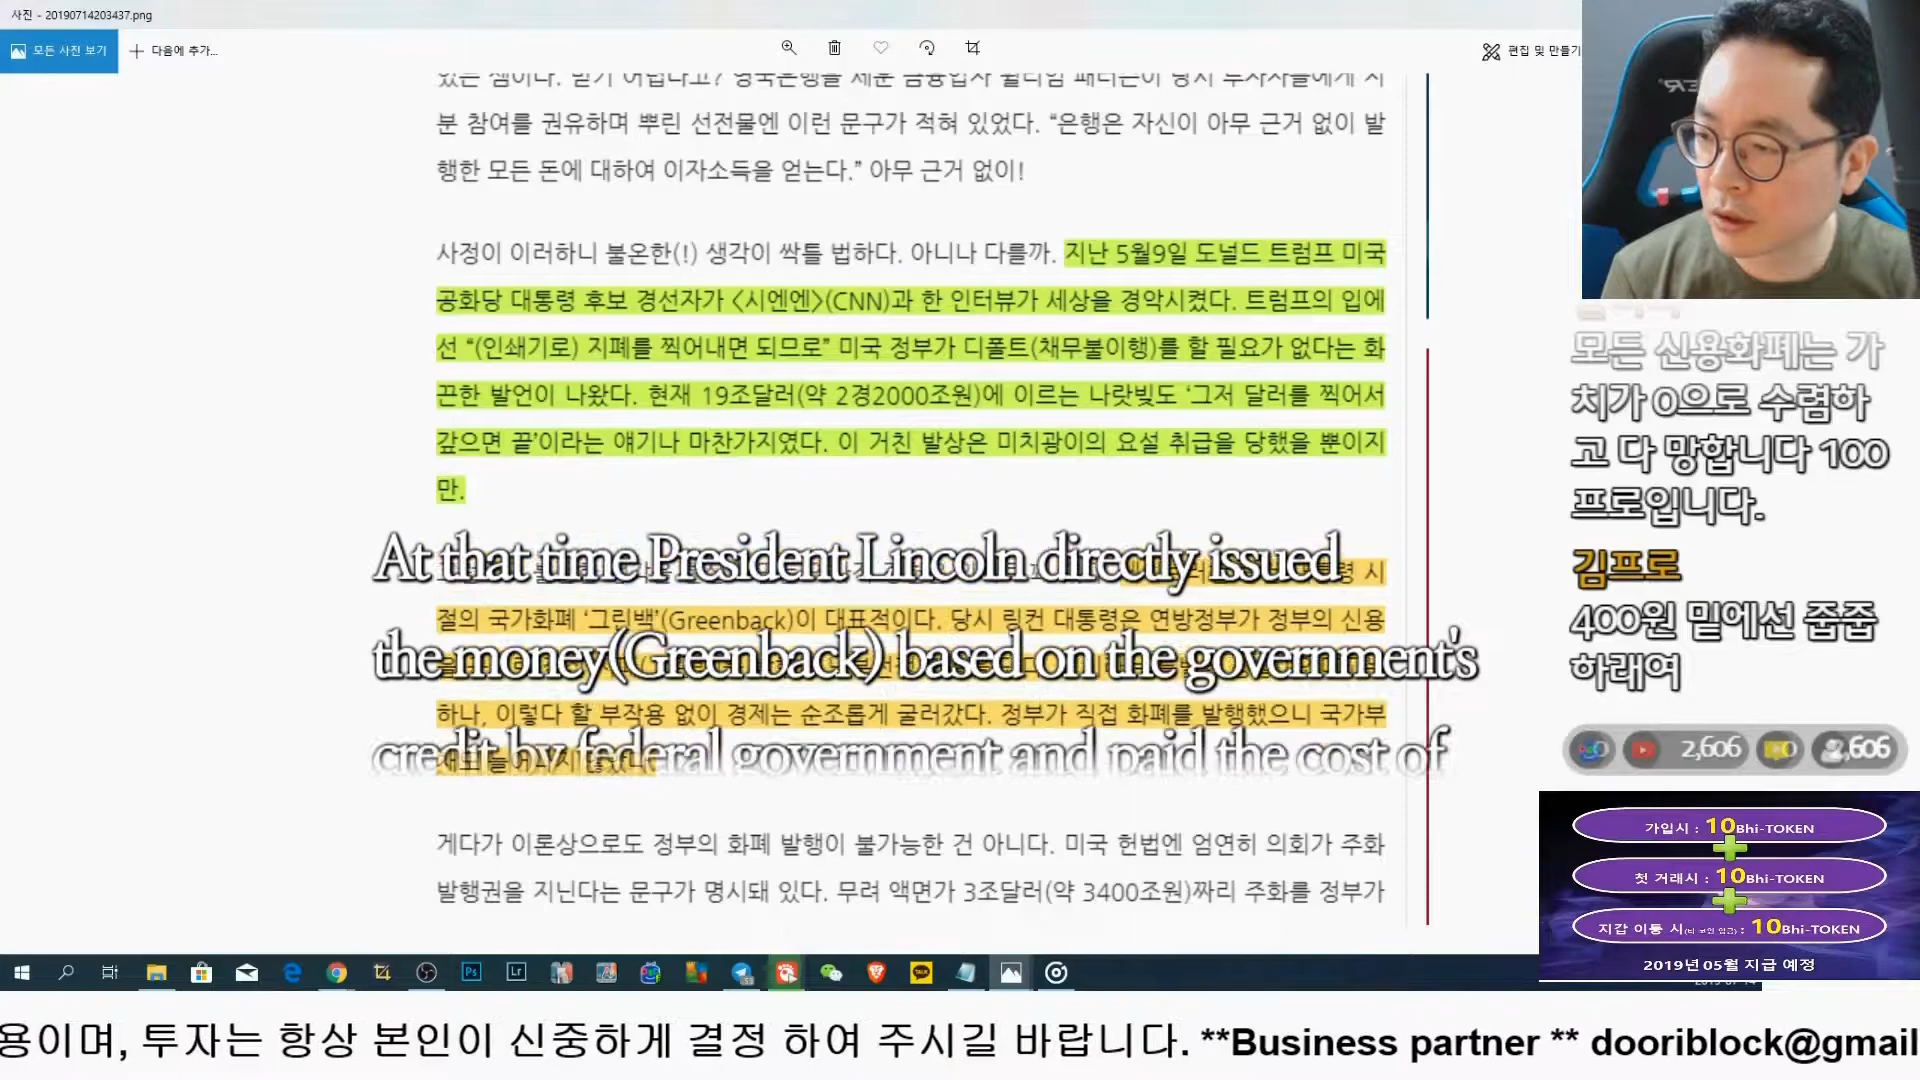 사진 - 20190714203437.png
모든 사진 보기
다음에 추가...
편집 및 만들기
분 참여를 권유하며 뿌린 선전물엔 이런 문구가 적혀 있었다. “은행은 자신이 아무 근거 없이 발
행한 모든 돈에 대하여 이자소득을 얻는다.” 아무 근거 없이!
사정이 이러하니 불온한(!) 생각이 싹틀 법하다. 아니나 다를까. 지난 5월9일 도널드 트럼프 미국
공화당 대통령 후보 경선자가 〈시엔엔〉(CNN)과 한 인터뷰가 세상을 경악시켰다. 트럼프의 입에
선 “(인쇄기로) 지폐를 찍어내면 되므로” 미국 정부가 디폴트(채무불이행)를 할 필요가 없다는 화
끈한 발언이 나왔다. 현재 19조달러(약 2경2000조원)에 이르는 나랏빚도 ‘그저 달러를 찍어서
갚으면 끝’이라는 얘기나 마찬가지였다. 이 거친 발상은 미치광이의 요설 취급을 당했을 뿐이지
만.
At that time President Lincoln directly issued
절의 국가화폐 ‘그린백’(Greenback)이 대표적이다. 당시 링컨 대통령은 연방정부가 정부의 신용
the money(Greenback) based on the government's
하나, 이렇다 할 부작용 없이 경제는 순조롭게 굴러갔다. 정부가 직접 화폐를 발행했으니 국가부
credit by federal government and paid the cost of
게다가 이론상으로도 정부의 화폐 발행이 불가능한 건 아니다. 미국 헌법엔 엄연히 의회가 주화
발행권을 지닌다는 문구가 명시돼 있다. 무려 액면가 3조달러(약 3400조원)짜리 주화를 정부가
모든 신용화폐는 가
치가 0으로 수렴하
고 다 망합니다 100
프로입니다.
김프로
400원 밑에선 줍줍
하래여
0 2,606 0 2,606
가입시 : 10Bhi-TOKEN
첫 거래시 : 10Bhi-TOKEN
지갑 이동 시 : 10Bhi-TOKEN
2019년 05월 지급 예정
Ps
Lr
TALK
용이며, 투자는 항상 본인이 신중하게 결정 하여 주시길 바랍니다. **Business partner ** dooriblock@gmail